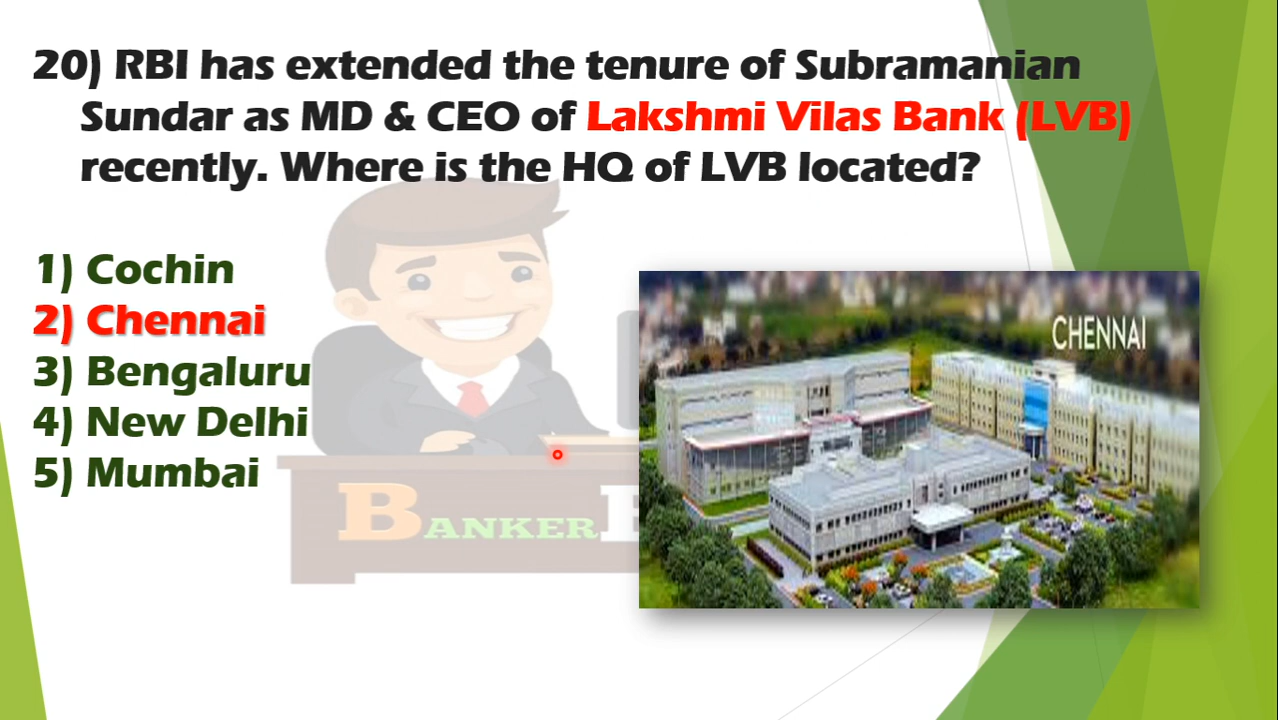 20) RBI has extended the tenure of Subramanian
Sundar as MD & CEO of Lakshmi Vilas Bank (LVB)
recently. Where is the HQ of LVB located?
1) Cochin
2) Chennai
3) Bengaluru
4) New Delhi
5) Mumbai
CHENNAI
BANKER